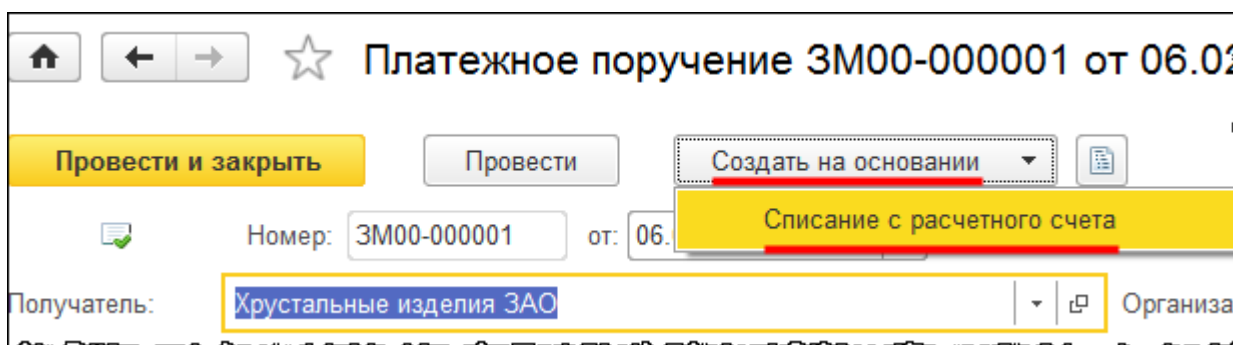 Платежное поручение ЗМ00-000001 от 06.02
Провести и закрыть Провести Создать на основании
Списание с расчетного счета
Номер: ЗМ00-000001 от: 06.
Получатель: Хрустальные изделия ЗАО Организа